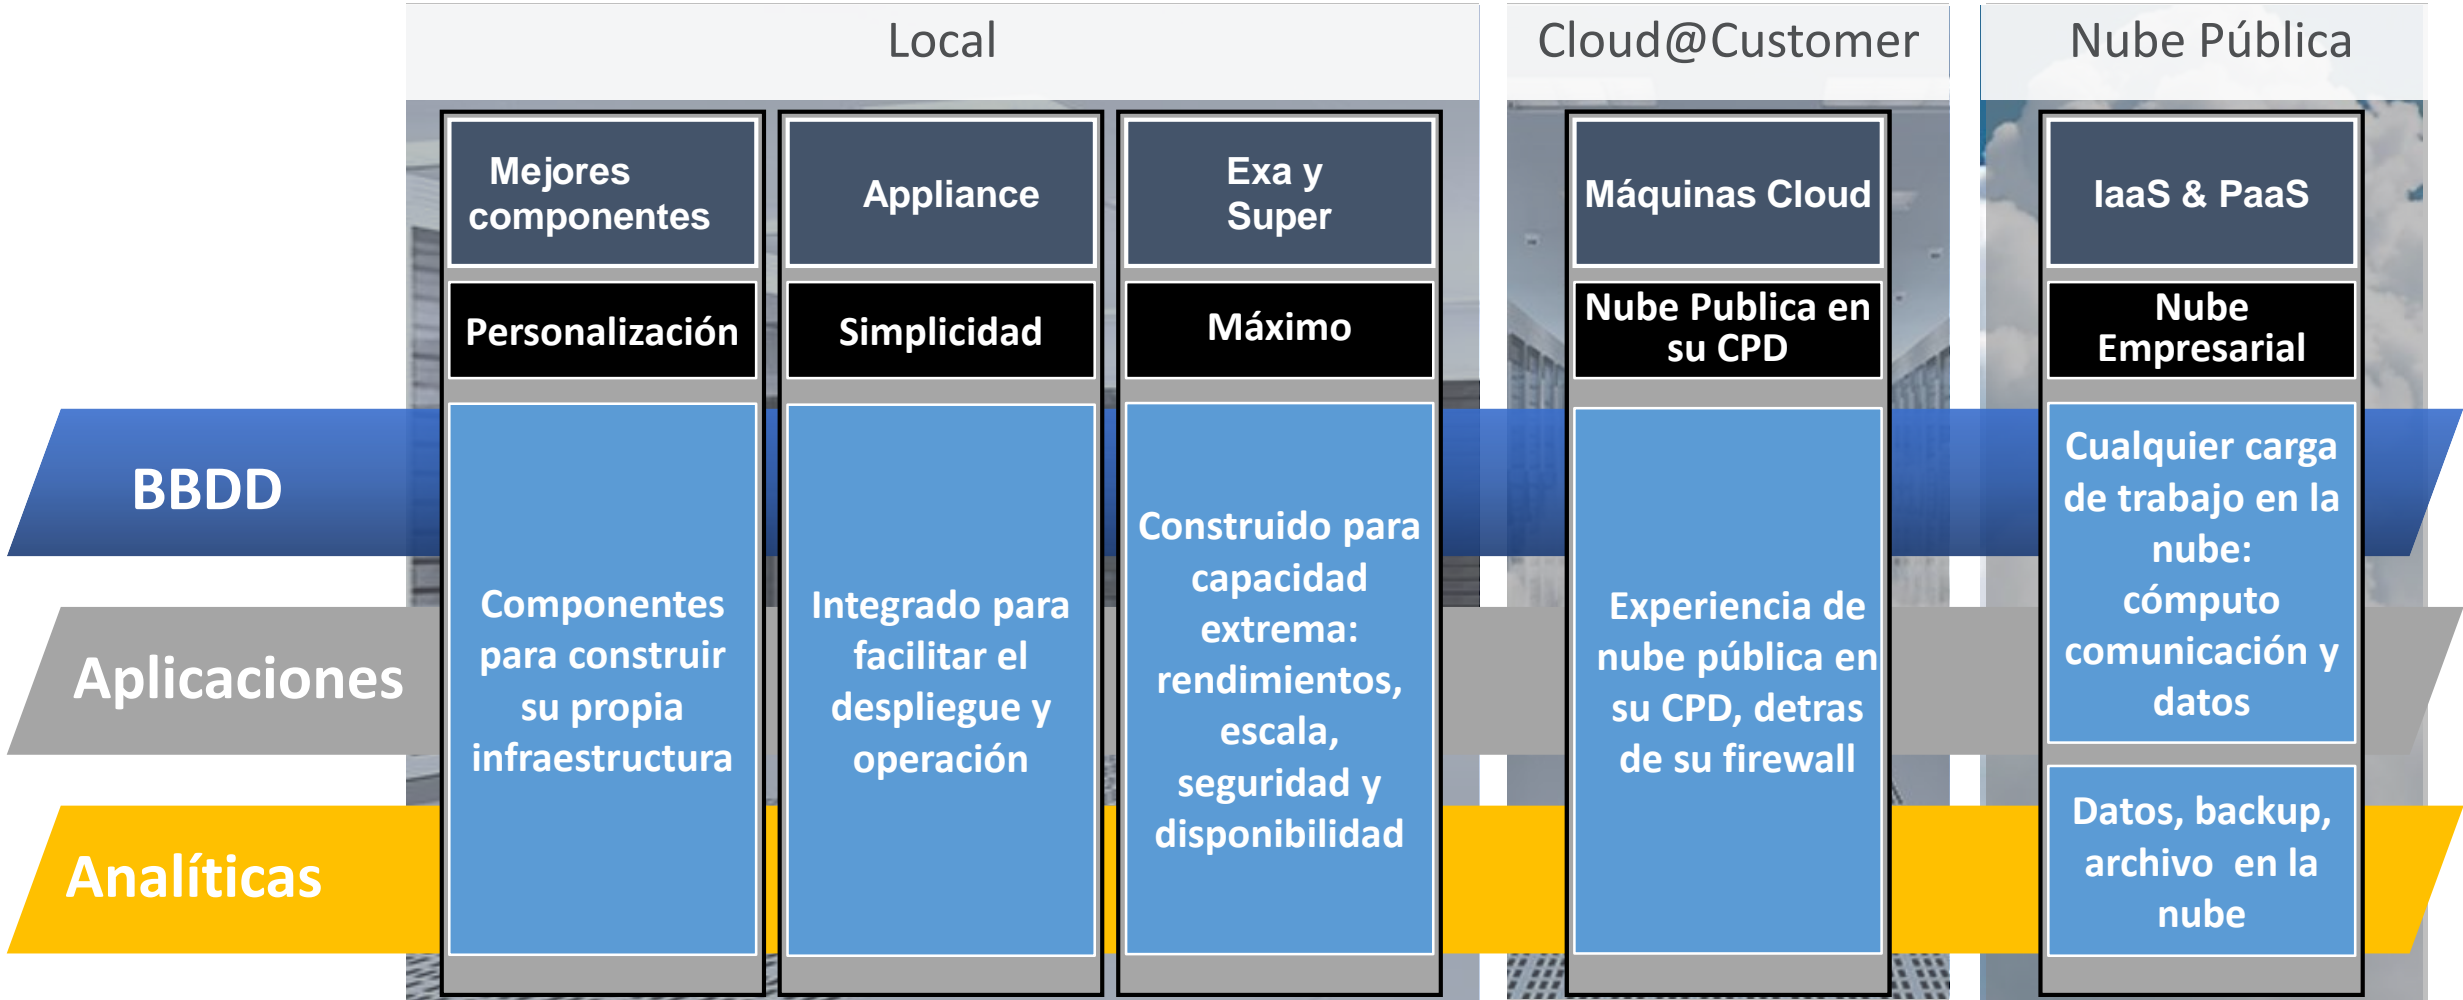 Local
Cloud@Customer
Nube Pública
Mejores
componentes
Appliance
Exa y
Super
Máquinas Cloud
IaaS & PaaS
Personalización
Simplicidad
Máximo
Nube Publica en
su CPD
Nube
Empresarial
BBDD
Aplicaciones
Analíticas
Componentes
para construir
su propia
infraestructura
Integrado para
facilitar el
despliegue y
operación
Construido para
capacidad
extrema:
rendimientos,
escala,
seguridad y
disponibilidad
Experiencia de
nube pública en
su CPD, detras
de su firewall
Cualquier carga
de trabajo en la
nube:
cómputo
comunicación y
datos
Datos, backup,
archivo  en la
nube